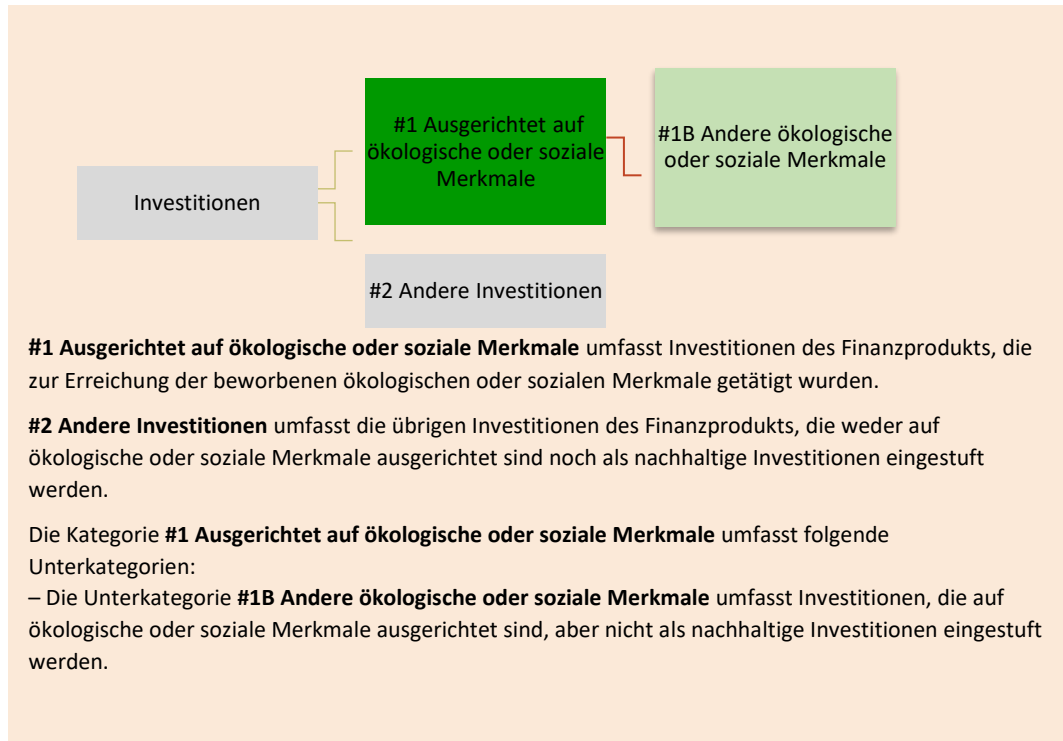 #1 Ausgerichtet auf
ökologische oder soziale
Merkmale
#1B Andere ökologische
oder soziale Merkmale
Investitionen
#2 Andere Investitionen
#1 Ausgerichtet auf ökologische oder soziale Merkmale umfasst Investitionen des Finanzprodukts, die
zur Erreichung der beworbenen ökologischen oder sozialen Merkmale getätigt wurden.
#2 Andere Investitionen umfasst die übrigen Investitionen des Finanzprodukts, die weder auf
ökologische oder soziale Merkmale ausgerichtet sind noch als nachhaltige Investitionen eingestuft
werden.
Die Kategorie #1 Ausgerichtet auf ökologische oder soziale Merkmale umfasst folgende
Unterkategorien:
– Die Unterkategorie #1B Andere ökologische oder soziale Merkmale umfasst Investitionen, die auf
ökologische oder soziale Merkmale ausgerichtet sind, aber nicht als nachhaltige Investitionen eingestuft
werden.